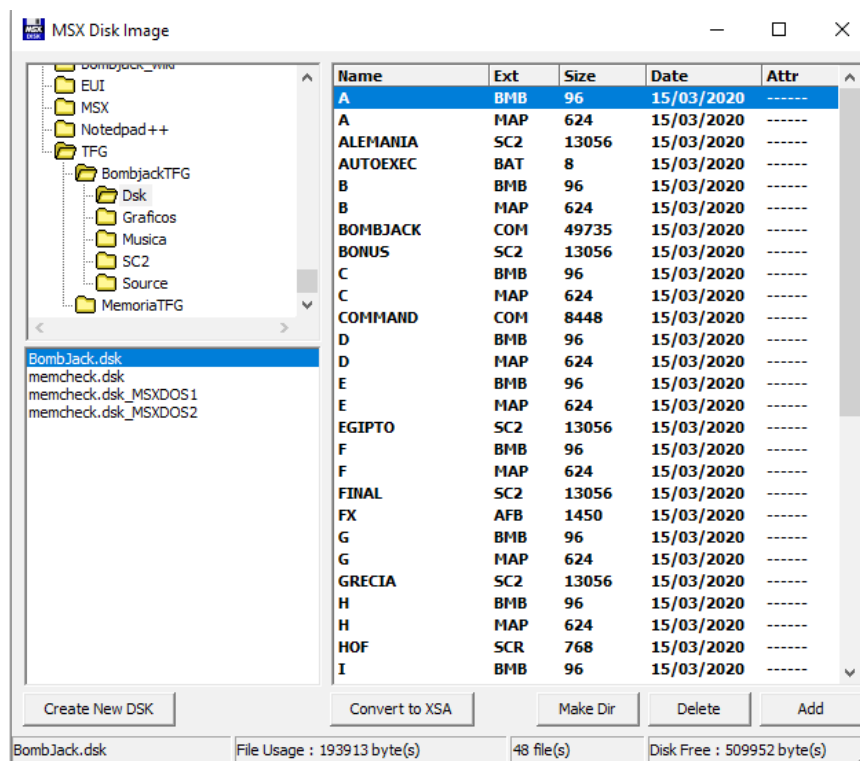 MSX Disk Image
BombJack_wiki
EUI
MSX
Notedpad++
TFG
BombjackTFG
Dsk
Graficos
Musica
SC2
Source
MemoriaTFG
BombJack.dsk
memcheck.dsk
memcheck.dsk_MSXDOS1
memcheck.dsk_MSXDOS2
Name Ext Size Date Attr
A BMB 96 15/03/2020 ------
A MAP 624 15/03/2020 ------
ALEMANIA SC2 13056 15/03/2020 ------
AUTOEXEC BAT 8 15/03/2020 ------
B BMB 96 15/03/2020 ------
B MAP 624 15/03/2020 ------
BOMBJACK COM 49735 15/03/2020 ------
BONUS SC2 13056 15/03/2020 ------
C BMB 96 15/03/2020 ------
C MAP 624 15/03/2020 ------
COMMAND COM 8448 15/03/2020 ------
D BMB 96 15/03/2020 ------
D MAP 624 15/03/2020 ------
E BMB 96 15/03/2020 ------
E MAP 624 15/03/2020 ------
EGIPTO SC2 13056 15/03/2020 ------
F BMB 96 15/03/2020 ------
F MAP 624 15/03/2020 ------
FINAL SC2 13056 15/03/2020 ------
FX AFB 1450 15/03/2020 ------
G BMB 96 15/03/2020 ------
G MAP 624 15/03/2020 ------
GRECIA SC2 13056 15/03/2020 ------
H BMB 96 15/03/2020 ------
H MAP 624 15/03/2020 ------
HOF SCR 768 15/03/2020 ------
I BMB 96 15/03/2020 ------
Create New DSK Convert to XSA Make Dir Delete Add
BombJack.dsk File Usage : 193913 byte(s) 48 file(s) Disk Free : 509952 byte(s)